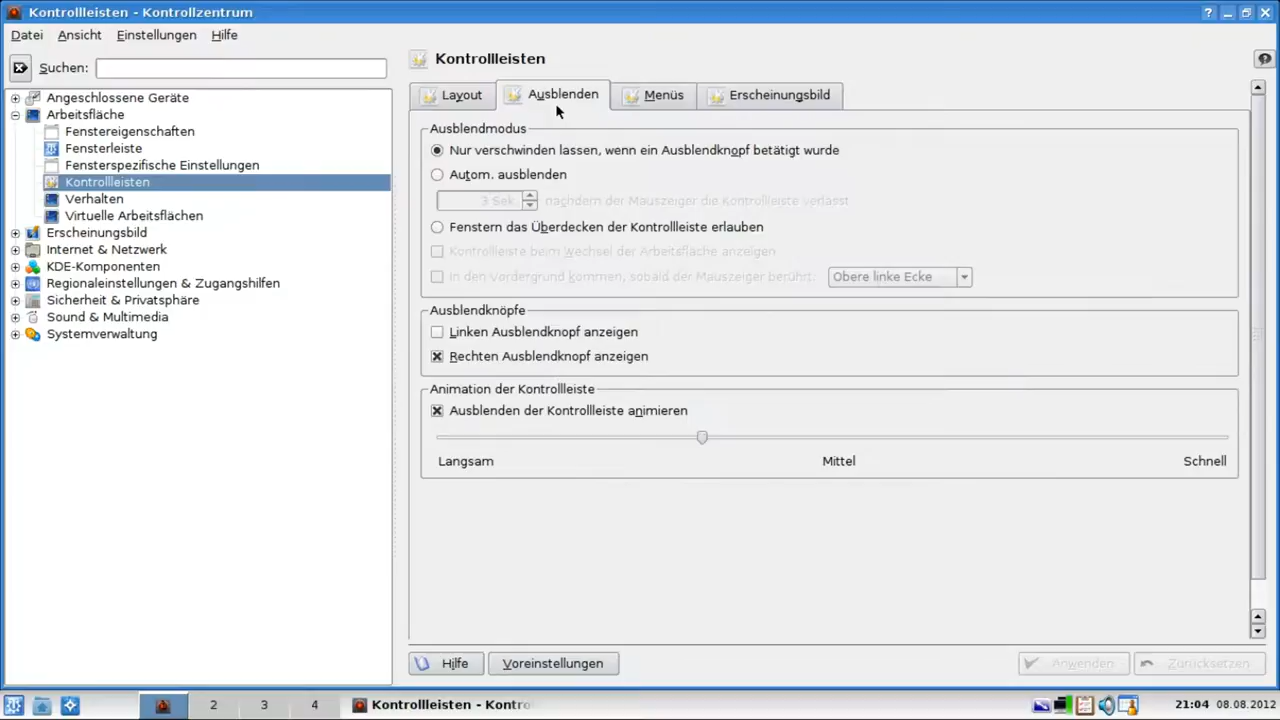 Kontrollleisten - Kontrollzentrum
Datei Ansicht Einstellungen Hilfe
Suchen:
Angeschlossene Geräte
Arbeitsfläche
Fenstereigenschaften
Fensterleiste
Fensterspezifische Einstellungen
Kontrollleisten
Verhalten
Virtuelle Arbeitsflächen
Erscheinungsbild
Internet & Netzwerk
KDE-Komponenten
Regionaleinstellungen & Zugangshilfen
Sicherheit & Privatsphäre
Sound & Multimedia
Systemverwaltung
Kontrollleisten
Layout Ausblenden Menüs Erscheinungsbild
Ausblendmodus
Nur verschwinden lassen, wenn ein Ausblendknopf betätigt wurde
Autom. ausblenden
3 Sek. nachdem der Mauszeiger die Kontrollleiste verlässt
Fenstern das Überdecken der Kontrollleiste erlauben
Kontrollleiste beim Wechsel der Arbeitsfläche anzeigen
In den Vordergrund kommen, sobald der Mauszeiger berührt: Obere linke Ecke
Ausblendknöpfe
Linken Ausblendknopf anzeigen
Rechten Ausblendknopf anzeigen
Animation der Kontrollleiste
Ausblenden der Kontrollleiste animieren
Langsam Mittel Schnell
Hilfe Voreinstellungen Anwenden Zurücksetzen
2 3 4 Kontrollleisten - Kontro 21:04 08.08.2012